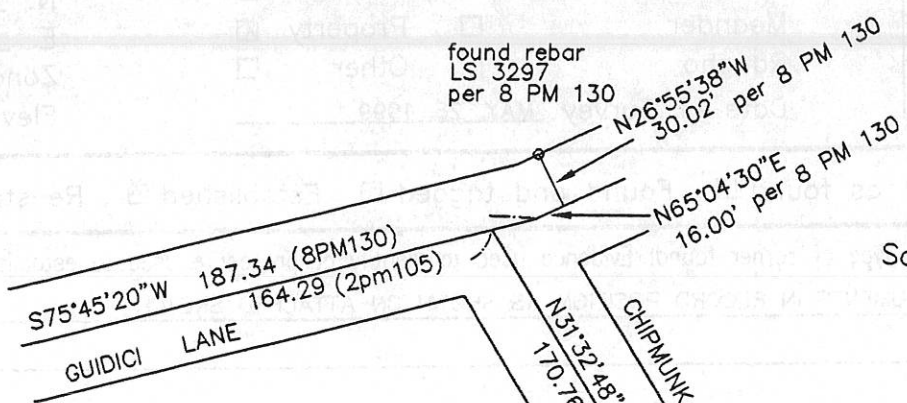 found rebar
LS 3297
per 8 PM 130
N26°55'38"W
30.02' per 8 PM 130
N65°04'30"E
16.00' per 8 PM 130
S75°45'20"W 187.34 (8PM130)
164.29 (2pm105)
GUIDICI LANE
N31°32'48"
170.76
CHIPMUNK